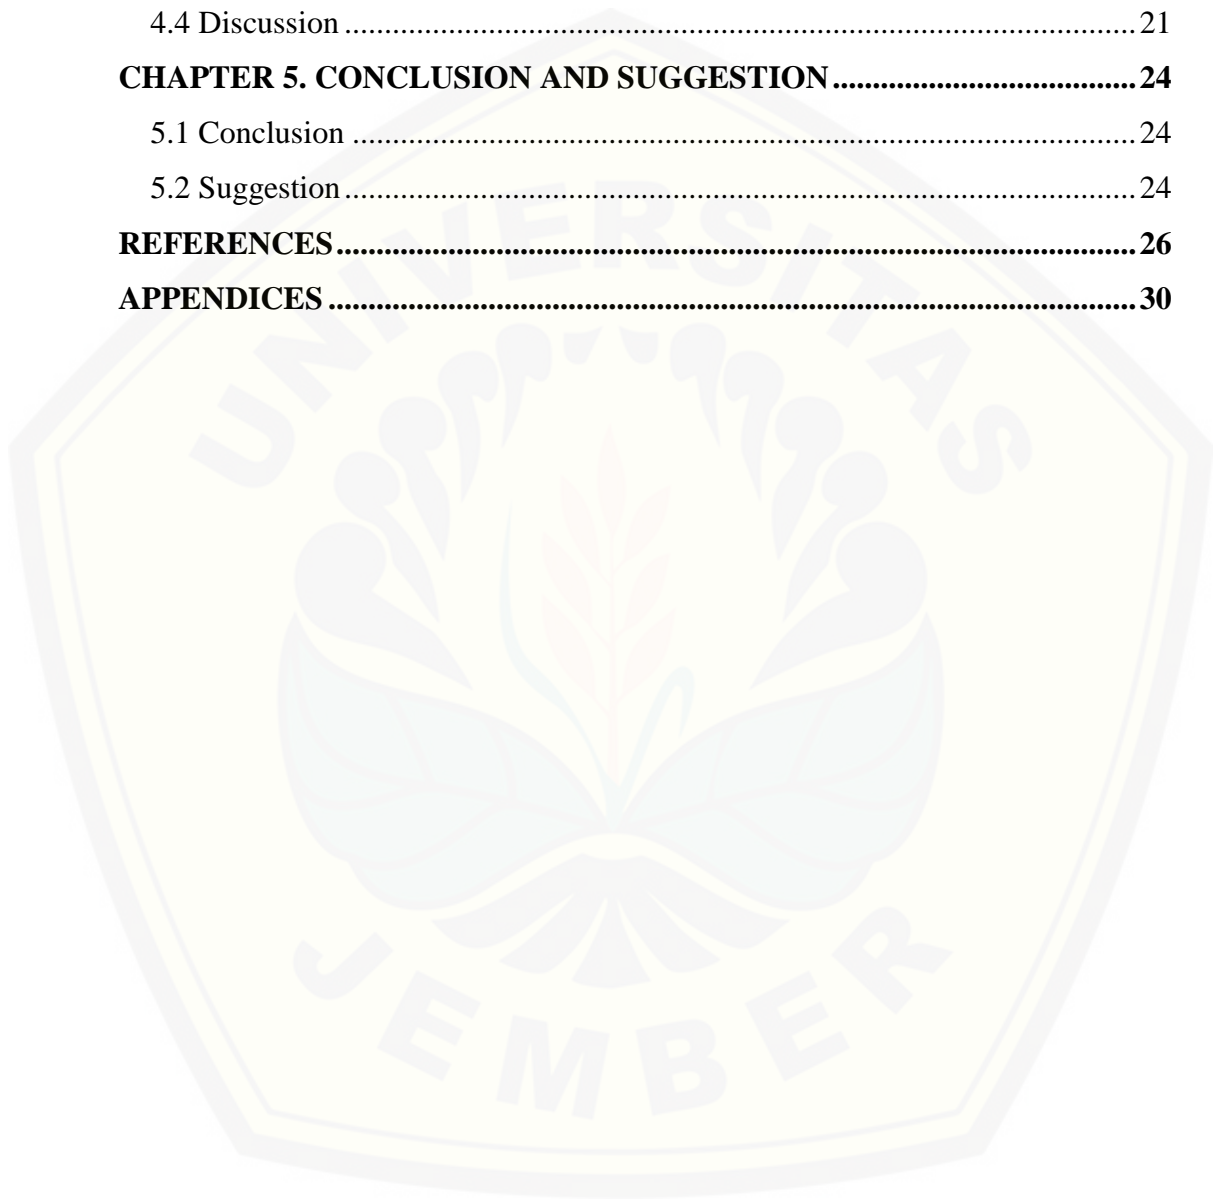 4.4 Discussion ........................................................................................................ 21
CHAPTER 5. CONCLUSION AND SUGGESTION ...................................... 24
5.1 Conclusion ....................................................................................................... 24
5.2 Suggestion ....................................................................................................... 24
REFERENCES ..................................................................................................... 26
APPENDICES ...................................................................................................... 30
UNIVERSITAS
JEMBER